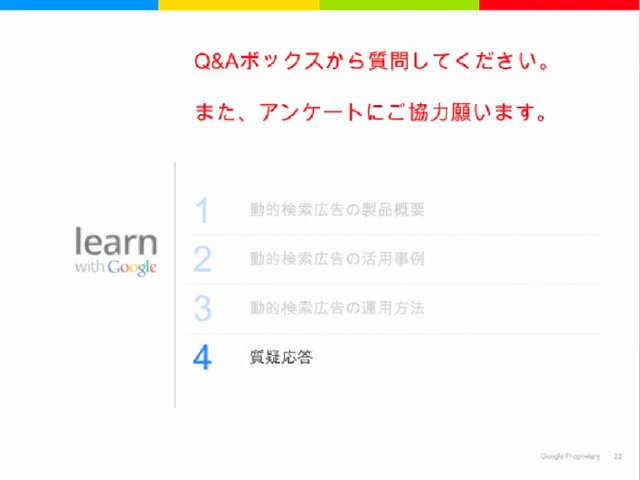 Q&Aボックスから質問してください。
また、アンケートにご協力願います。
learn
with Google
1 動的検索広告の製品概要
2 動的検索広告の活用事例
3 動的検索広告の運用方法
4 質疑応答
Google Proprietary 22